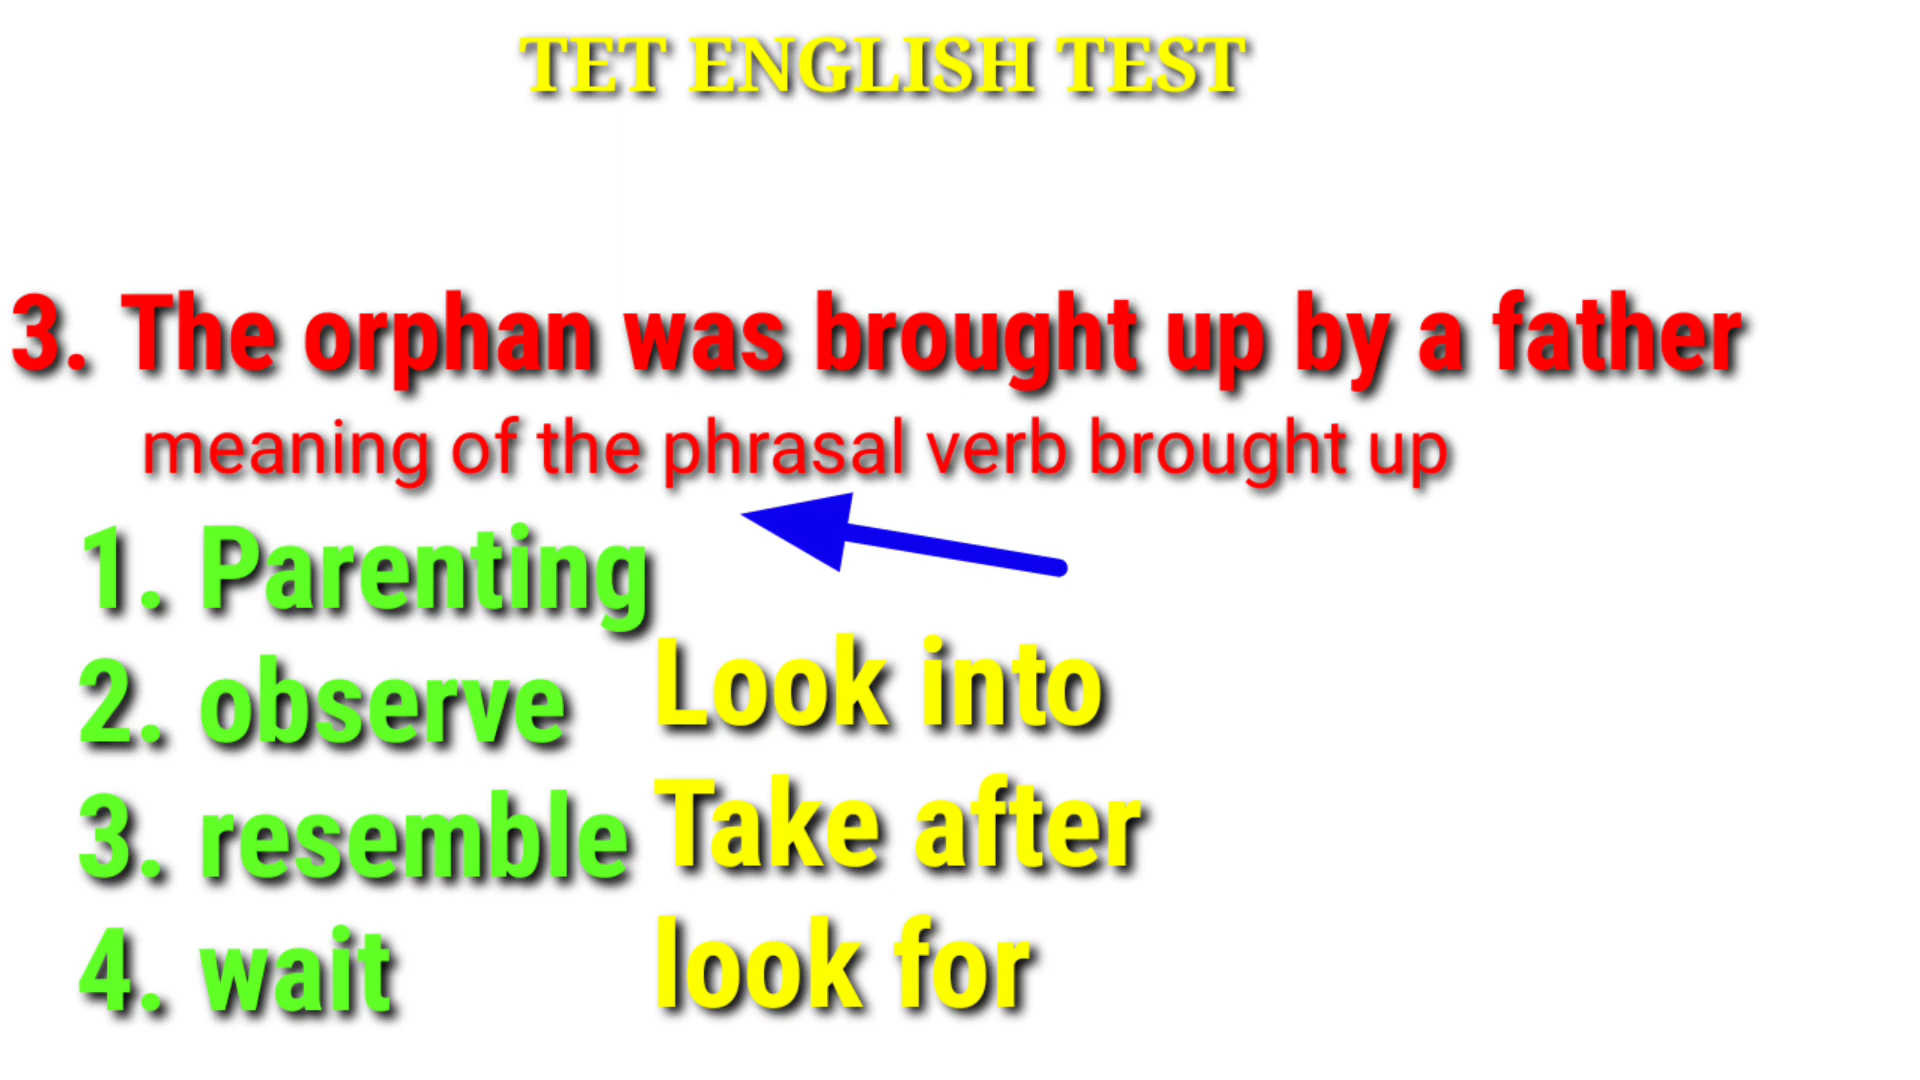 TET ENGLISH TEST
3. The orphan was brought up by a father
meaning of the phrasal verb brought up
1. Parenting
2. observe Look into
3. resemble Take after
4. wait look for